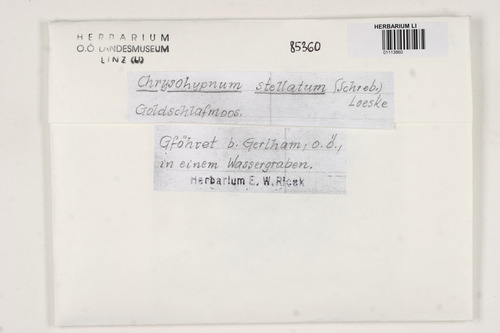 HERBARIUM
O.Ö. LANDESMUSEUM
LINZ (LI)
85360
HERBARIUM LI
01113860
Chrysohypnum stellatum (Schreb.)
Loeske
Goldschlafmoos.
Gföhret b. Gerlham, o.ö.,
in einem Wassergraben.
Herbarium E. W. Ricek